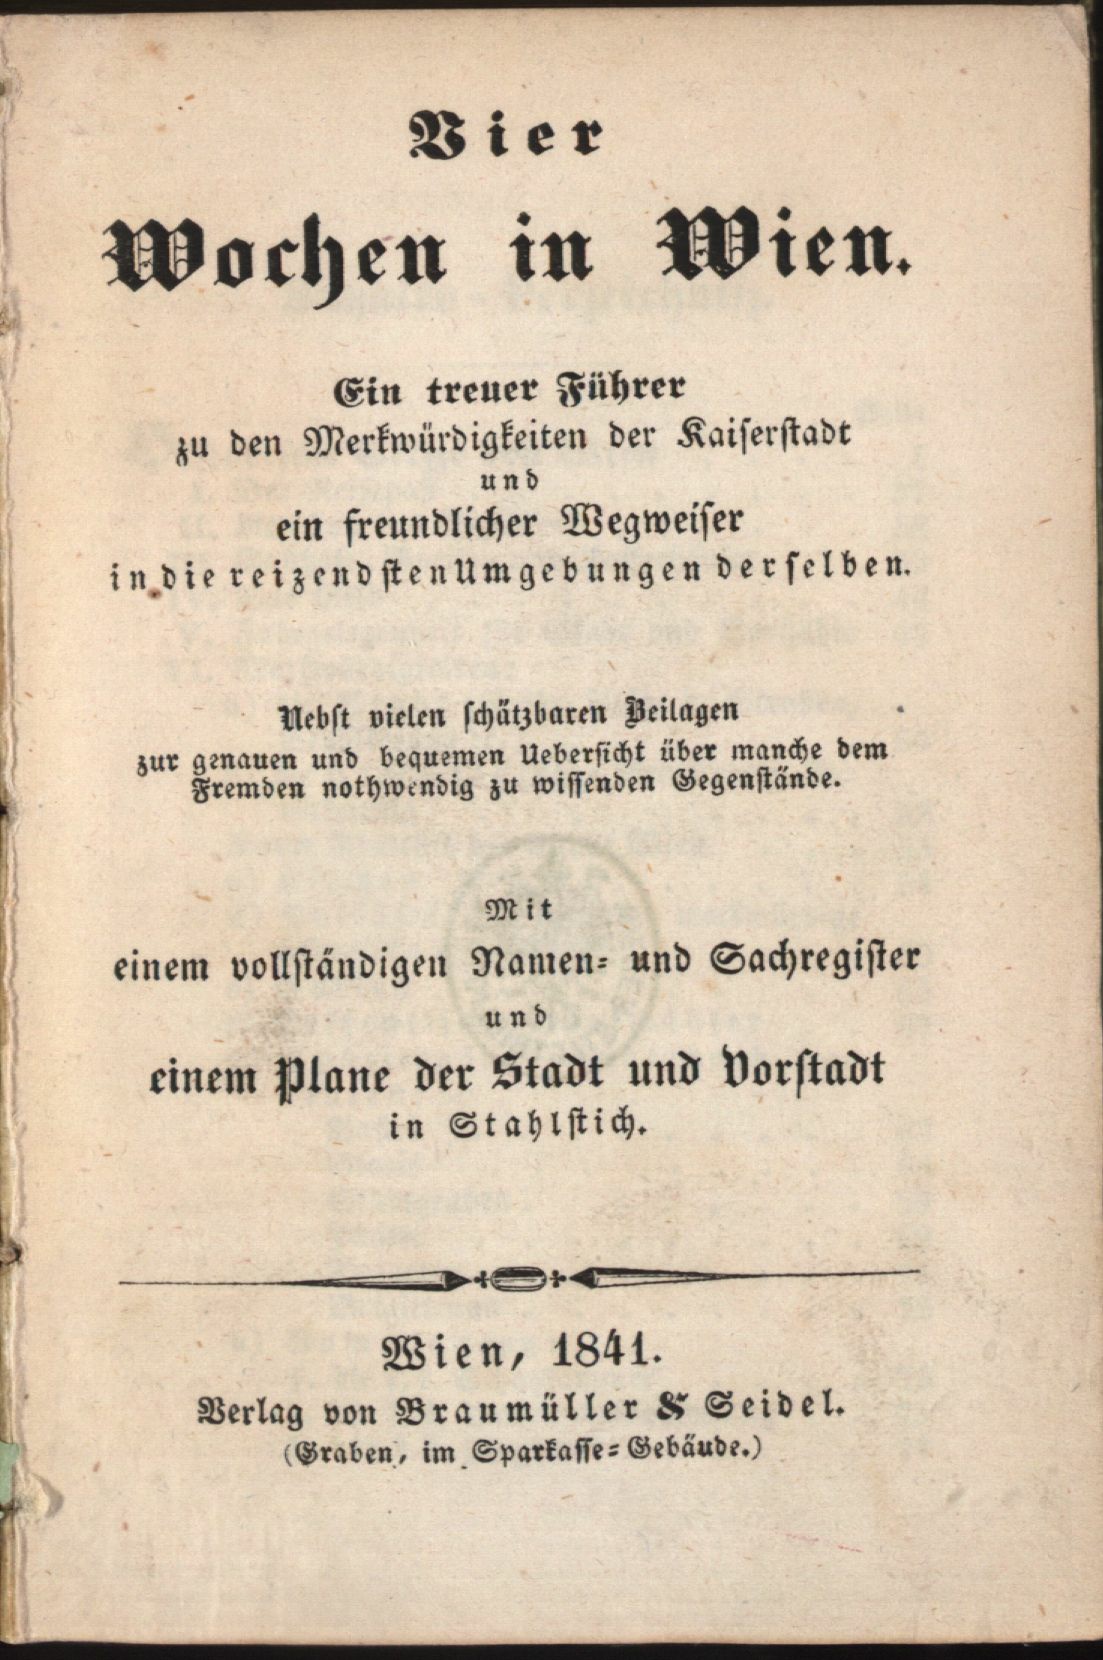 Vier
Wochen in Wien.
Ein treuer Führer
zu den Merkwürdigkeiten der Kaiserstadt
und
ein freundlicher Wegweiser
in die reizendsten Umgebungen derselben.
Nebst vielen schätzbaren Beilagen
zur genauen und bequemen Uebersicht über manche dem
Fremden nothwendig zu wissenden Gegenstände.
Mit
einem vollständigen Namen- und Sachregister
und
einem Plane der Stadt und Vorstadt
in Stahlstich.
Wien, 1841.
Verlag von Braumüller & Seidel.
(Graben, im Sparkasse-Gebäude.)